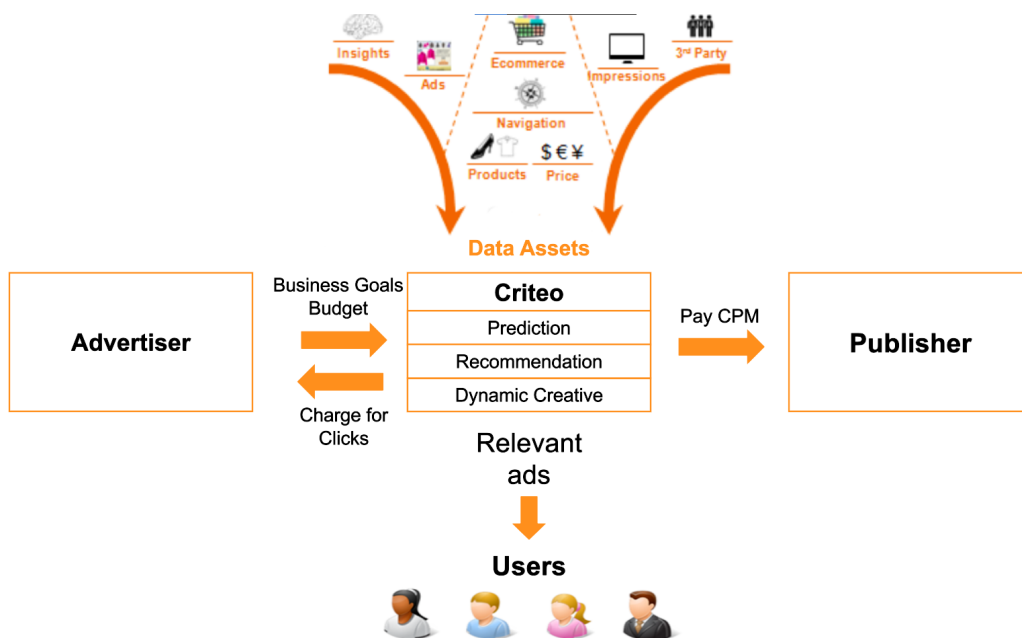 Insights
Ads
Ecommerce
Impressions
3rd Party
Navigation
$€¥
Products
Price
Data Assets
Advertiser
Business Goals
Budget
Charge for
Clicks
Criteo
Prediction
Recommendation
Dynamic Creative
Pay CPM
Publisher
Relevant
ads
Users